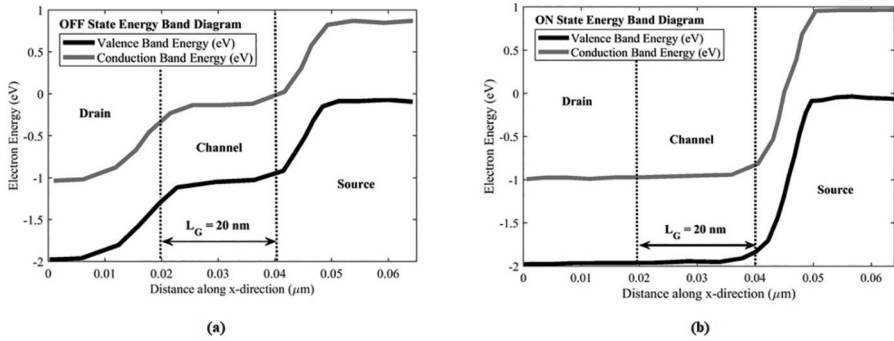 OFF State Energy Band Diagram
Valence Band Energy (eV)
Conduction Band Energy (eV)
Drain
Channel
Source
L_G = 20 nm
Electron Energy (eV)
1
0.5
0
-0.5
-1
-1.5
-2
0 0.01 0.02 0.03 0.04 0.05 0.06
Distance along x-direction (μm)
(a)
ON State Energy Band Diagram
Valence Band Energy (eV)
Conduction Band Energy (eV)
Drain
Channel
Source
L_G = 20 nm
Electron Energy (eV)
1
0.5
0
-0.5
-1
-1.5
-2
0 0.01 0.02 0.03 0.04 0.05 0.06
Distance along x-direction (μm)
(b)